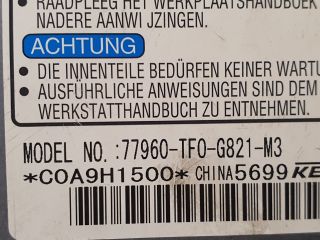 • RAADPLEEG HET WERKPLAATSHANDBOEK
NADERE AANWIJZINGEN.
ACHTUNG
• DIE INNENTEILE BEDÜRFEN KEINER WARTU
• AUSFÜHRLICHE ANWEISUNGEN SIND DEM
WERKSTATTHANDBUCH ZU ENTNEHMEN.
MODEL NO.:77960-TF0-G821-M3
*C0A9H1500* CHINA5699 KE